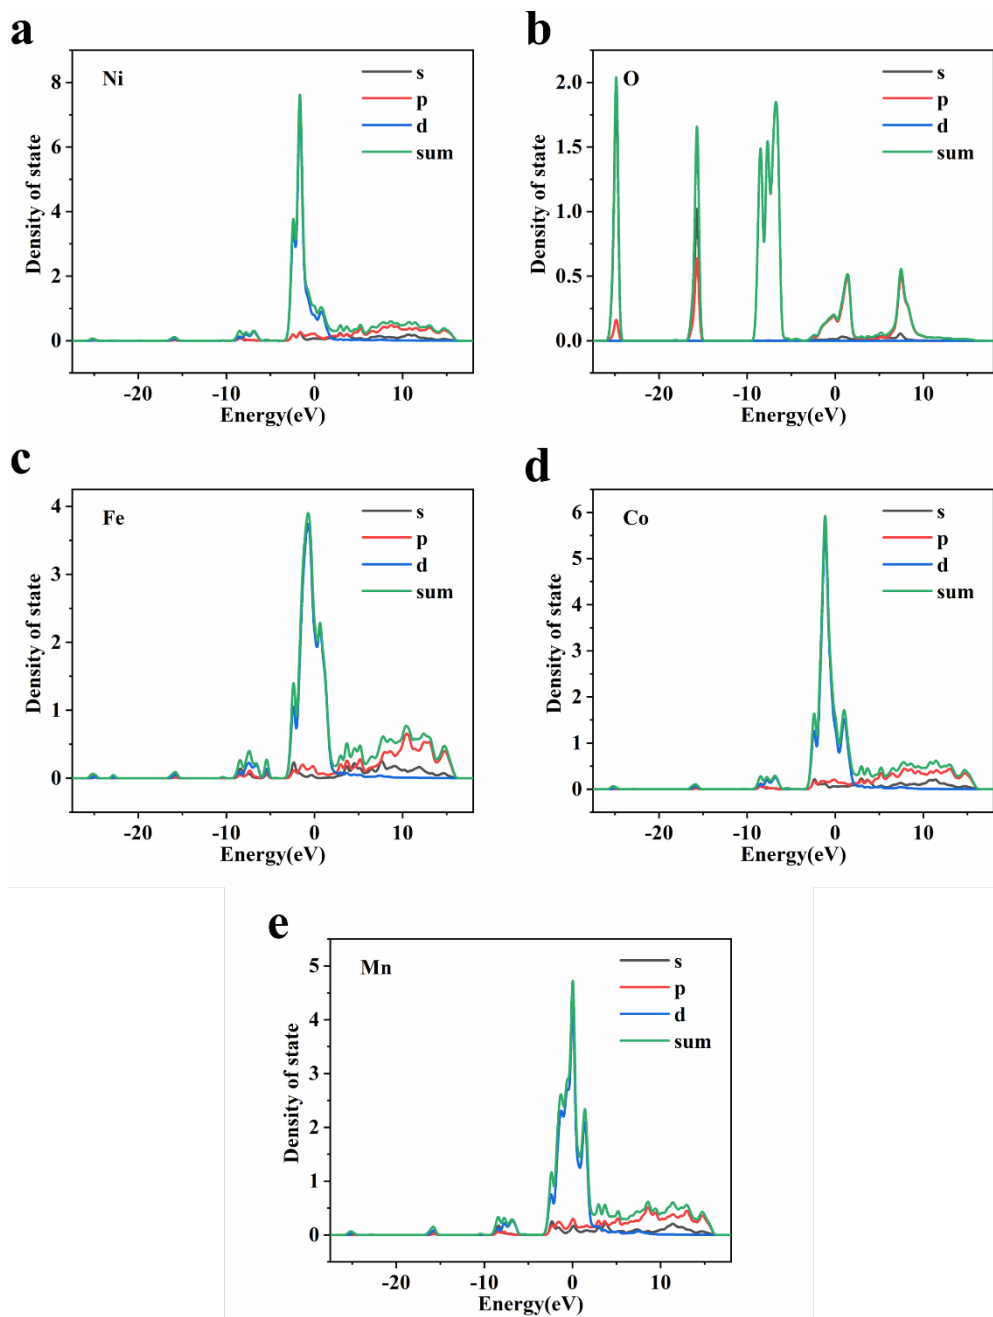 a
Ni
s
p
d
sum
8
6
4
2
0
Density of state
-20
-10
0
10
Energy(eV)
b
O
s
p
d
sum
2.0
1.5
1.0
0.5
0.0
Density of state
-20
-10
0
10
Energy(eV)
c
Fe
s
p
d
sum
4
3
2
1
0
Density of state
-20
-10
0
10
Energy(eV)
d
Co
s
p
d
sum
6
5
4
3
2
1
0
Density of state
-20
-10
0
10
Energy(eV)
e
Mn
s
p
d
sum
5
4
3
2
1
0
Density of state
-20
-10
0
10
Energy(eV)